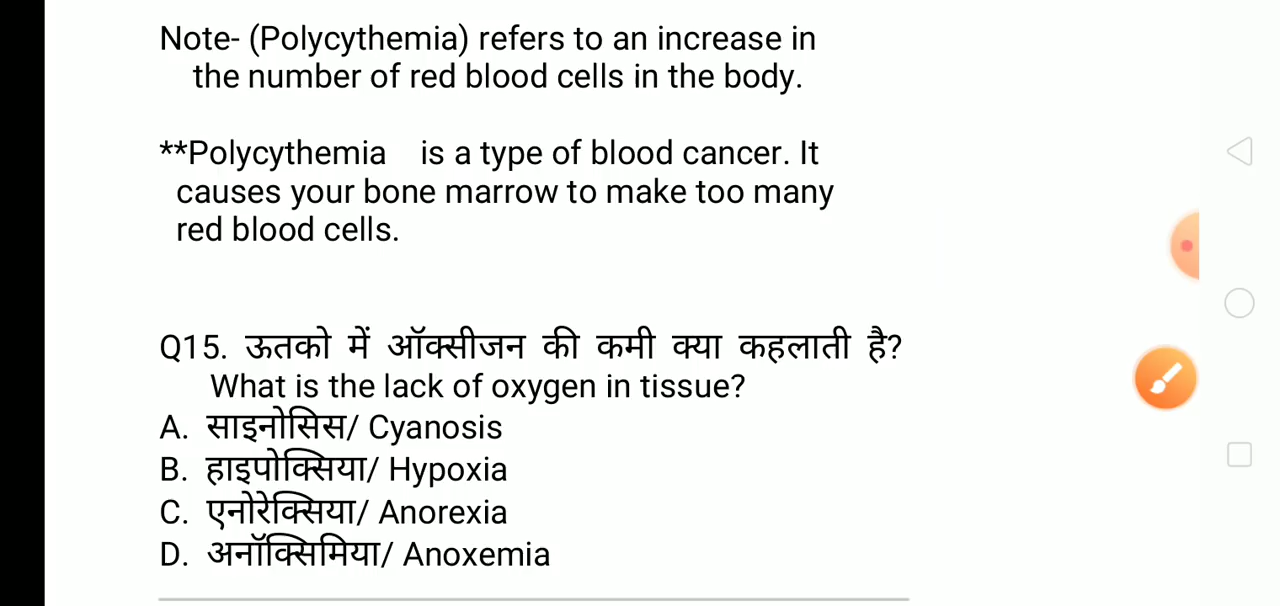 Note- (Polycythemia) refers to an increase in
the number of red blood cells in the body.
**Polycythemia is a type of blood cancer. It
causes your bone marrow to make too many
red blood cells.
Q15. ऊतको में ऑक्सीजन की कमी क्या कहलाती है?
What is the lack of oxygen in tissue?
A. साइनोसिस/ Cyanosis
B. हाइपोक्सिया/ Hypoxia
C. एनोरेक्सिया/ Anorexia
D. अनॉक्सिमिया/ Anoxemia